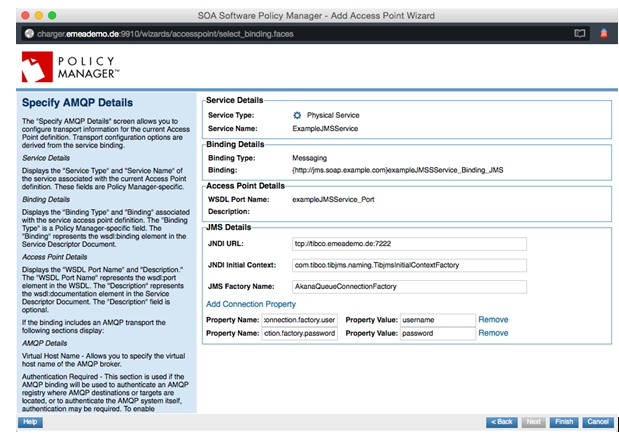 SOA Software Policy Manager - Add Access Point Wizard
charger.emeademo.de:9910/wizards/accesspoint/select_binding.faces
POLICY
MANAGER™
Specify AMQP Details
The "Specify AMQP Details" screen allows you to
configure transport information for the current Access
Point definition. Transport configuration options are
derived from the service binding.
Service Details
Displays the "Service Type" and "Service Name" of
the service associated with the current Access Point
definition. These fields are Policy Manager-specific.
Binding Details
Displays the "Binding Type" and "Binding" associated
with the service access point definition. The "Binding
Type" is a Policy Manager-specific field. The
"Binding" represents the wsdl:binding element in the
Service Descriptor Document.
Access Point Details
Displays the "WSDL Port Name" and "Description."
The "WSDL Port Name" represents the wsdl:port
element in the WSDL. The "Description" represents
the wsdl:documentation element in the Service
Descriptor Document. The "Description" field is
optional.
If the binding includes an AMQP transport the
following sections display:
AMQP Details
Virtual Host Name - Allows you to specify the virtual
host name of the AMQP broker.
Authentication Required - This section is used if the
AMQP binding will be used to authenticate an AMQP
registry where AMQP destinations or targets are
located, or to authenticate the AMQP system itself,
authentication may be required. To enable
Service Details
Service Type: Physical Service
Service Name: ExampleJMSService
Binding Details
Binding Type: Messaging
Binding: {http://jms.soap.example.com}exampleJMSSService_Binding_JMS
Access Point Details
WSDL Port Name: exampleJMSService_Port
Description:
JMS Details
JNDI URL: tcp://tibco.emeademo.de:7222
JNDI Initial Context: com.tibco.tibjms.naming.TibjmsInitialContextFactory
JMS Factory Name: AkanaQueueConnectionFactory
Add Connection Property
Property Name: :onnection.factory.user Property Value: username Remove
Property Name: ction.factory.password Property Value: password Remove
Help < Back Next Finish Cancel